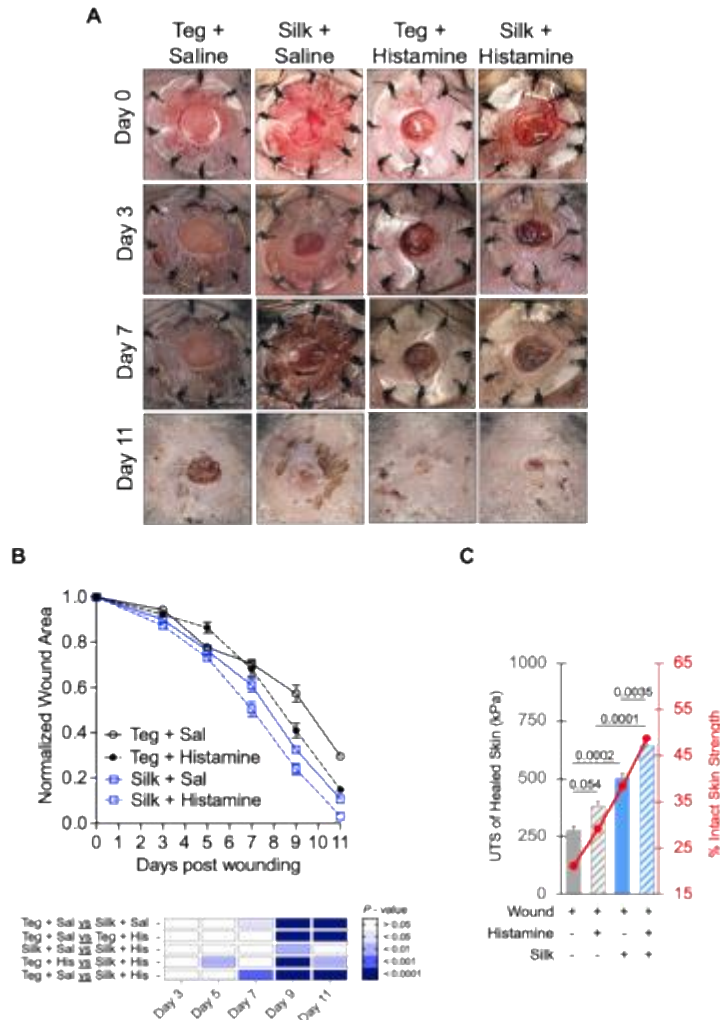 A
Teg + Saline
Silk + Saline
Teg + Histamine
Silk + Histamine
Day 0
Day 3
Day 7
Day 11
B
Normalized Wound Area
1.0
0.8
0.6
0.4
0.2
0.0
Teg + Sal
Teg + Histamine
Silk + Sal
Silk + Histamine
0 1 2 3 4 5 6 7 8 9 10 11
Days post wounding
P - value
Teg + Sal vs Silk + Sal -
Teg + Sal vs Teg + His -
Silk + Sal vs Silk + His -
Teg + His vs Silk + His -
Teg + Sal vs Silk + His -
> 0.05
< 0.05
< 0.01
< 0.001
< 0.0001
Day 3
Day 5
Day 7
Day 9
Day 11
C
UTS of Healed Skin (kPa)
1000
750
500
250
0
0.0035
0.0001
0.0002
0.054
65
55
45
35
25
15
% Intact Skin Strength
Wound + + + +
Histamine - + - +
Silk - - + +